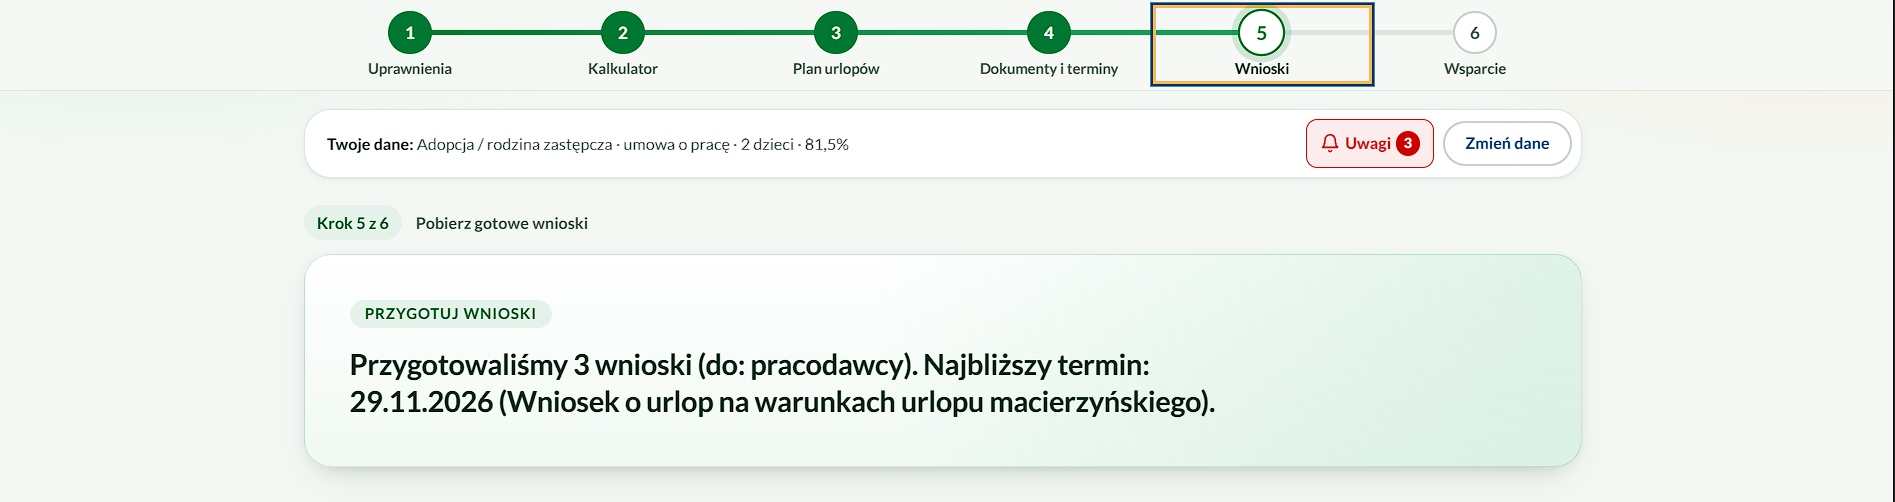 1 2 3 4 5 6
Uprawnienia Kalkulator Plan urlopów Dokumenty i terminy Wnioski Wsparcie
Twoje dane: Adopcja / rodzina zastępcza · umowa o pracę · 2 dzieci · 81,5% Uwagi 3 Zmień dane
Krok 5 z 6 Pobierz gotowe wnioski
PRZYGOTUJ WNIOSKI
Przygotowaliśmy 3 wnioski (do: pracodawcy). Najbliższy termin:
29.11.2026 (Wniosek o urlop na warunkach urlopu macierzyńskiego).